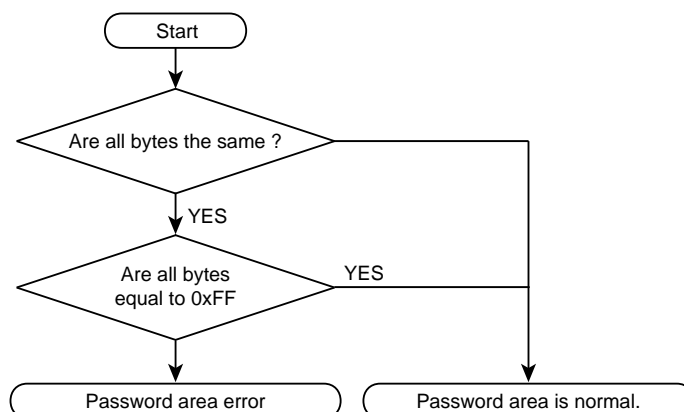 Start
Are all bytes the same ?
YES
Are all bytes
equal to 0xFF
YES
Password area error
Password area is normal.